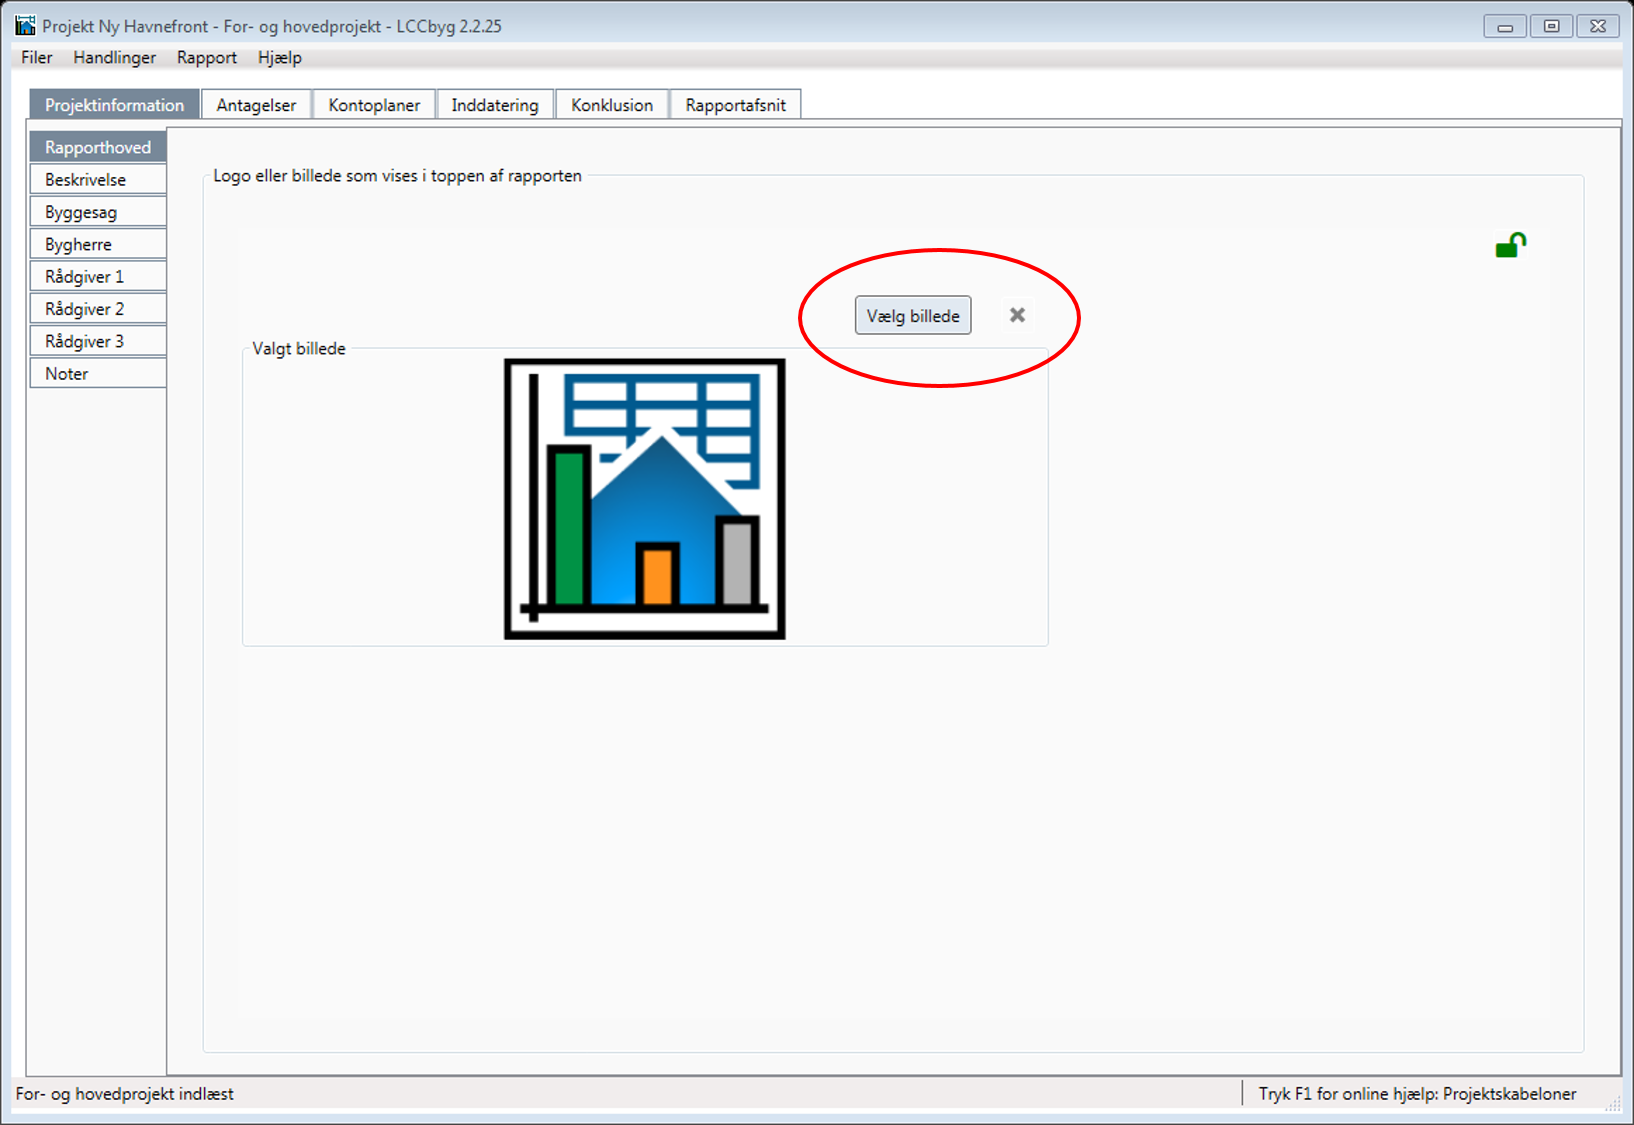 Projekt Ny Havnefront - For- og hovedprojekt - LCCbyg 2.2.25
Filer Handlinger Rapport Hjælp
Projektinformation Antagelser Kontoplaner Inddatering Konklusion Rapportafsnit
Rapporthoved
Beskrivelse
Byggesag
Bygherre
Rådgiver 1
Rådgiver 2
Rådgiver 3
Noter
Logo eller billede som vises i toppen af rapporten
Vælg billede
Valgt billede
For- og hovedprojekt indlæst
Tryk F1 for online hjælp: Projektskabeloner